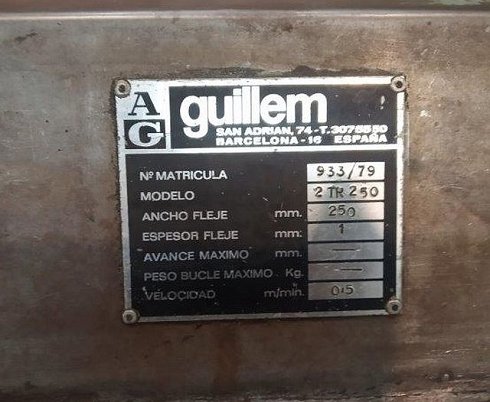 AG
guillem
SAN ADRIAN, 74-T.3075550
BARCELONA-16 ESPAÑA
Nº MATRICULA 933/79
MODELO 2 TR 250
ANCHO FLEJE mm. 250
ESPESOR FLEJE mm. 1
AVANCE MAXIMO mm. —
PESO BUCLE MAXIMO Kg. —
VELOCIDAD m/min. 0'5